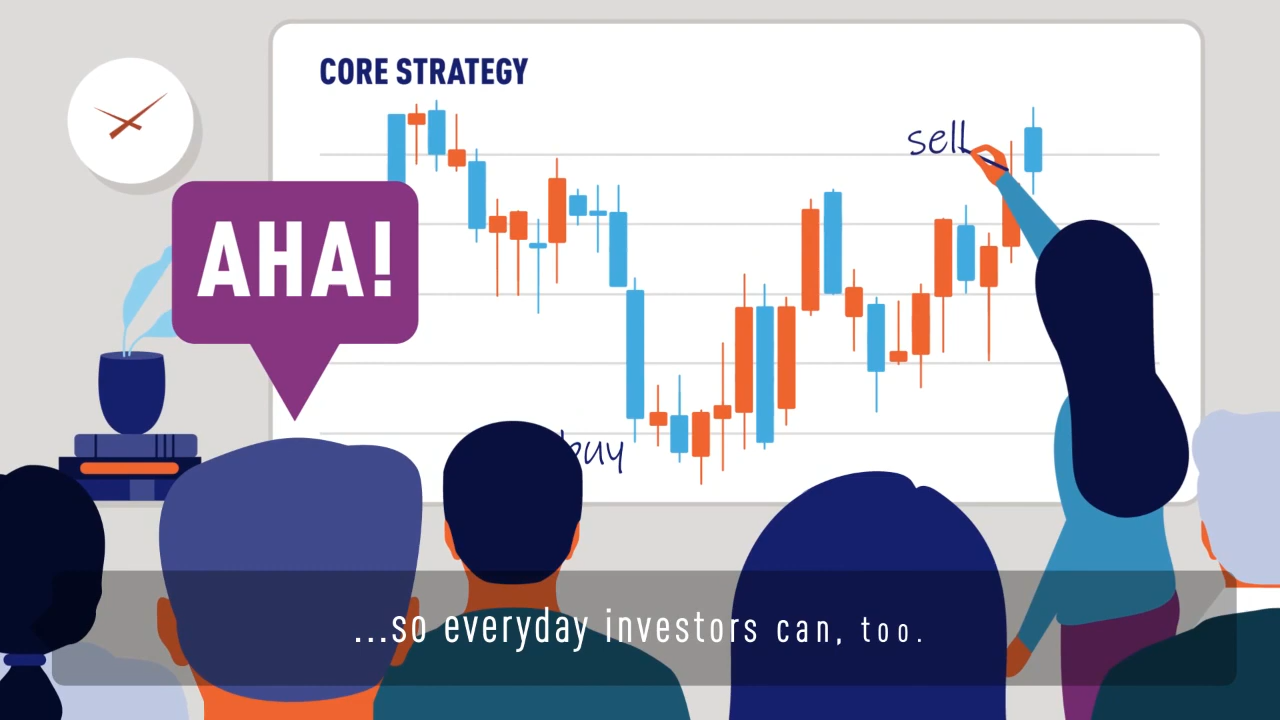 CORE STRATEGY
sell
AHA!
buy
...so everyday investors can, too.